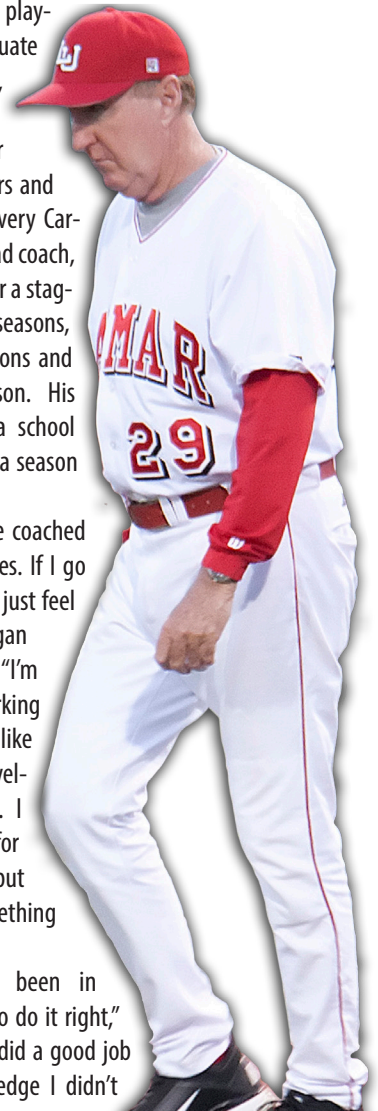 LU
play-
uate
r
rs and
very Car-
nd coach,
r a stag-
seasons,
ons and
son. His
a school
a season
e coached
es. If I go
just feel
gan
“I’m
rking
like
vel-
. I
for
out
ething
been in
o do it right,”
did a good job
edge I didn’t
AMAR
29